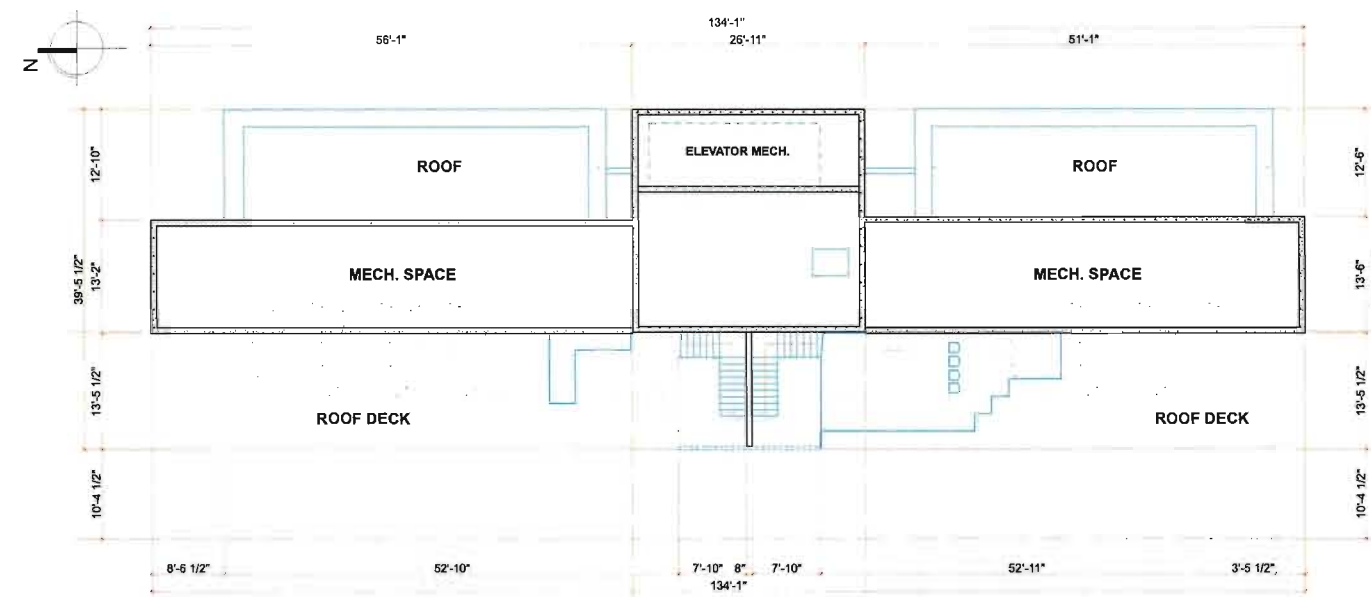 134'-1"
56'-1"
26'-11"
51'-1"
N
12'-10"
ROOF
ELEVATOR MECH.
ROOF
12'-6"
39'-5 1/2"
13'-2"
MECH. SPACE
MECH. SPACE
13'-6"
13'-5 1/2"
ROOF DECK
ROOF DECK
13'-5 1/2"
10'-4 1/2"
10'-4 1/2"
8'-6 1/2"
52'-10"
7'-10"
8"
7'-10"
52'-11"
3'-5 1/2"
134'-1"